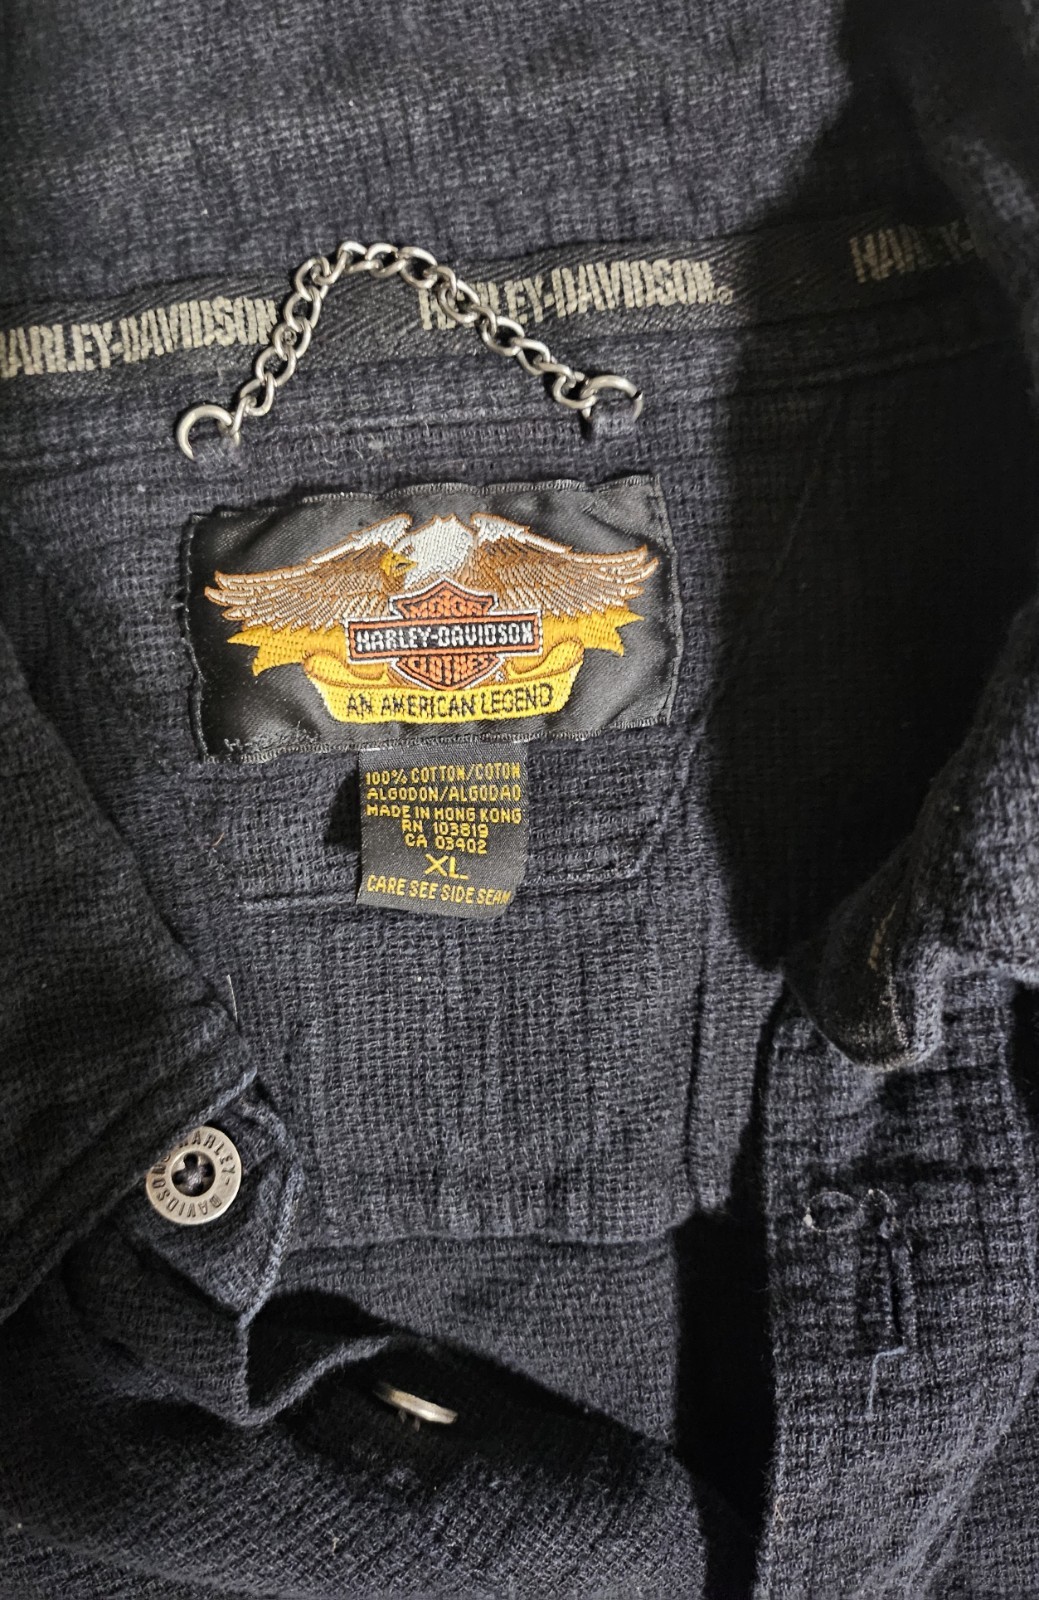 HARLEY-DAVIDSON HARLEY-DAVIDSON® HARLEY-
MOTOR
HARLEY-DAVIDSON
CLOTHES
AN AMERICAN LEGEND
100% COTTON/COTON
ALGODON/ALGODAO
MADE IN HONG KONG
RN 103819
CA 03402
XL
CARE SEE SIDE SEAM
HARLEY DAVIDSON